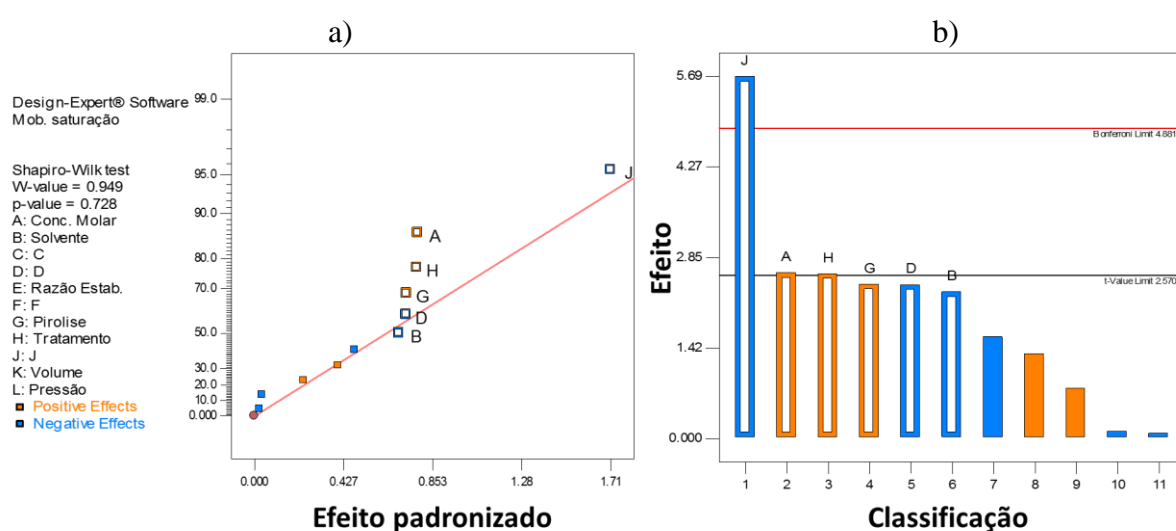 a)
Design-Expert® Software
Mob. saturação
Shapiro-Wilk test
W-value = 0.949
p-value = 0.728
A: Conc. Molar
B: Solvente
C: C
D: D
E: Razão Estab.
F: F
G: Pirolise
H: Tratamento
J: J
K: Volume
L: Pressão
Positive Effects
Negative Effects
99.0
95.0
90.0
80.0
70.0
50.0
30.0
20.0
10.0
0.000
J
A
H
G
D
B
0.000 0.427 0.853 1.28 1.71
Efeito padronizado
b)
Efeito
5.69
4.27
2.85
1.42
0.000
J
Bonferroni Limit 4.881
A H G D B
t-Value Limit 2.570
1 2 3 4 5 6 7 8 9 10 11
Classificação